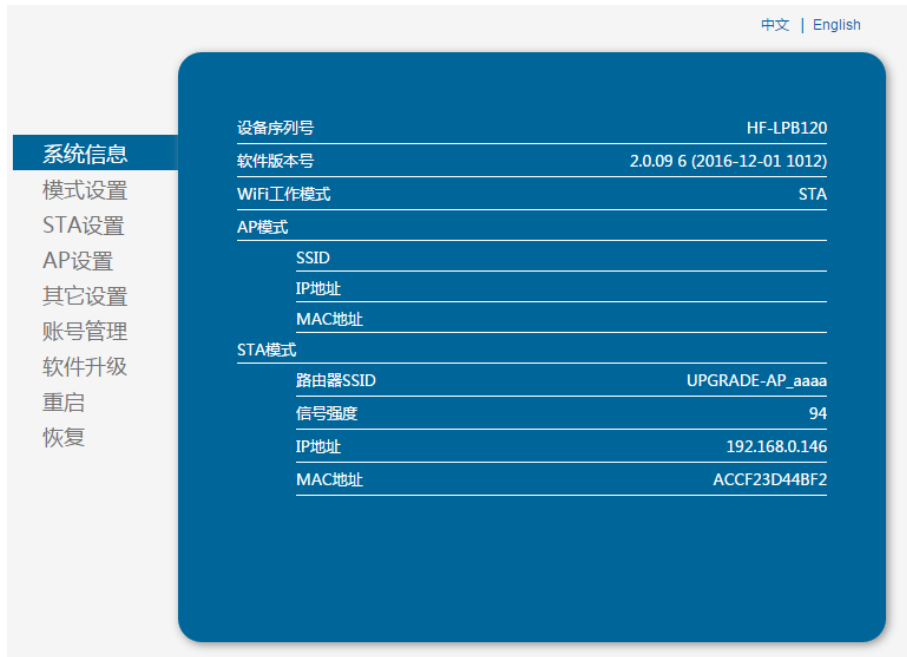 中文 | English
系统信息
模式设置
STA设置
AP设置
其它设置
账号管理
软件升级
重启
恢复
设备序列号 HF-LPB120
软件版本号 2.0.09 6 (2016-12-01 1012)
WiFi工作模式 STA
AP模式
SSID
IP地址
MAC地址
STA模式
路由器SSID UPGRADE-AP_aaaa
信号强度 94
IP地址 192.168.0.146
MAC地址 ACCF23D44BF2